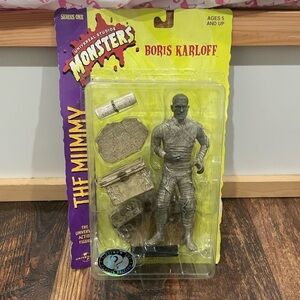 SERIES ONE
UNIVERSAL STUDIOS
MONSTERS
BORIS KARLOFF
AGES 5
AND UP
THE MUMMY